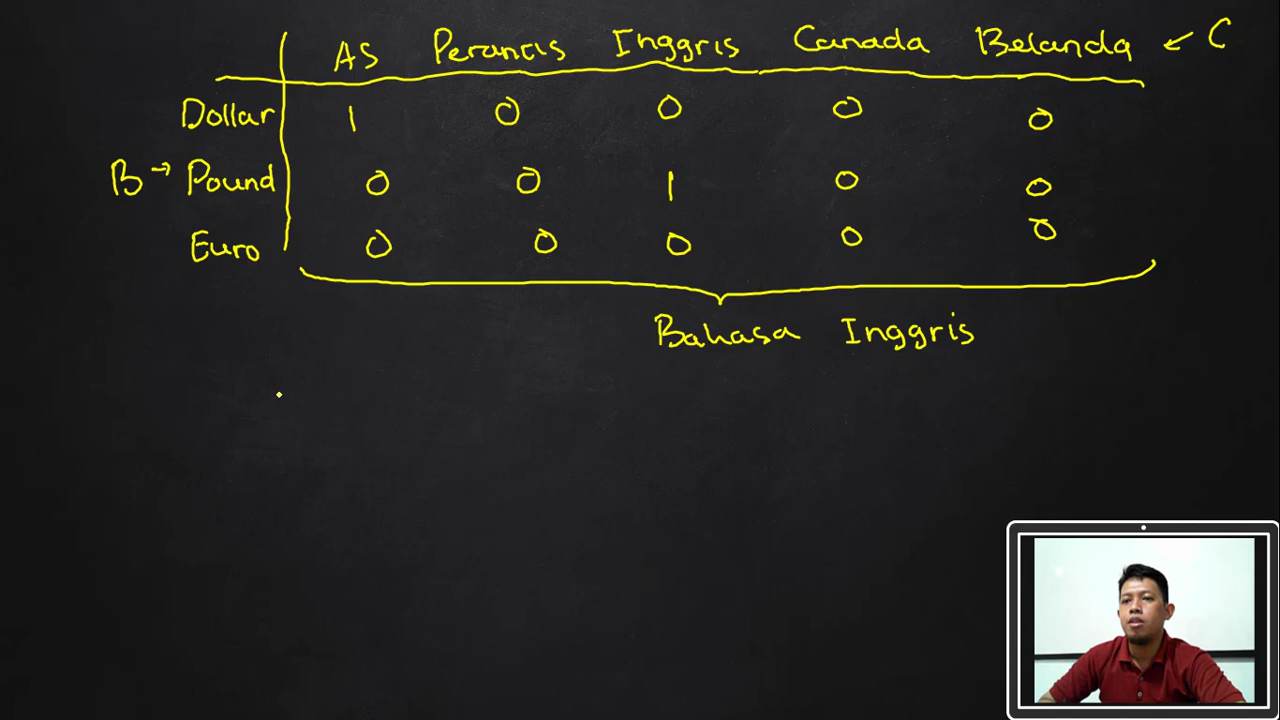 AS Perancis Inggris Canada Belanda ← C
Dollar 1 0 0 0 0
B → Pound 0 0 1 0 0
Euro 0 0 0 0 0
Bahasa Inggris